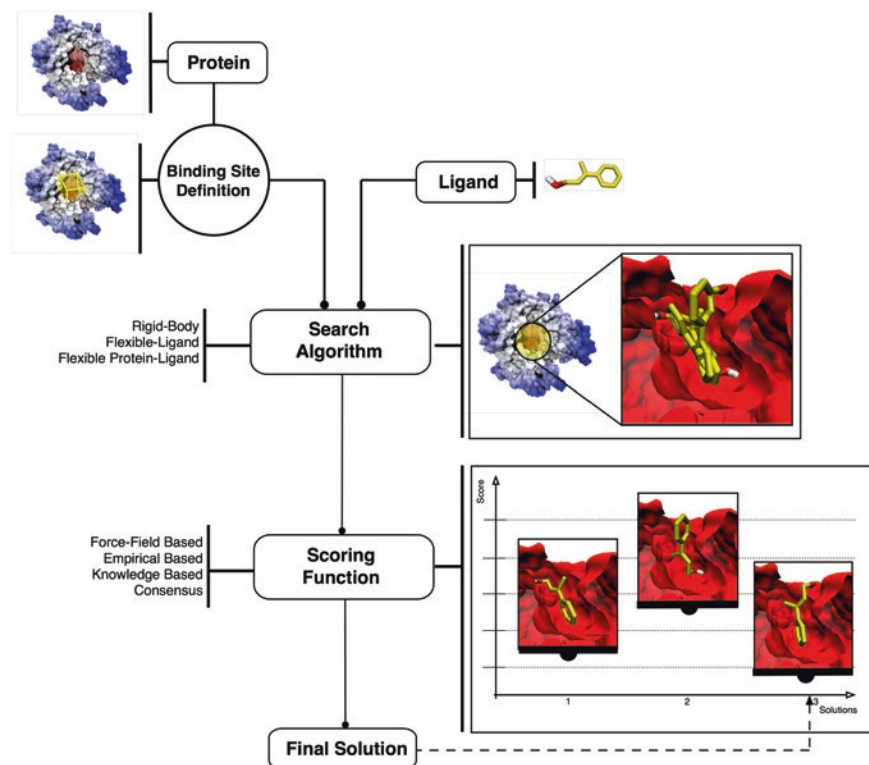 Protein
Binding Site
Definition
Ligand
Rigid-Body
Flexible-Ligand
Flexible Protein-Ligand
Search
Algorithm
Force-Field Based
Empirical Based
Knowledge Based
Consensus
Scoring
Function
Score
1
2
3
Solutions
Final Solution